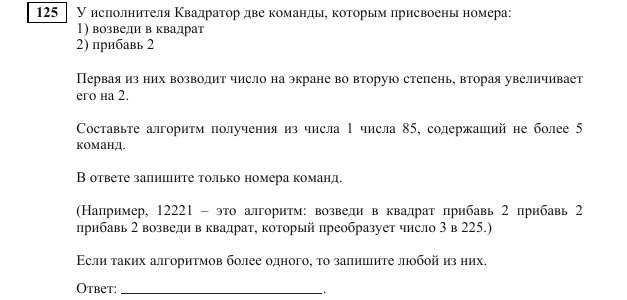 125 У исполнителя Квадратор две команды, которым присвоены номера:
1) возведи в квадрат
2) прибавь 2
Первая из них возводит число на экране во вторую степень, вторая увеличивает
его на 2.
Составьте алгоритм получения из числа 1 числа 85, содержащий не более 5
команд.
В ответе запишите только номера команд.
(Например, 12221 – это алгоритм: возведи в квадрат прибавь 2 прибавь 2
прибавь 2 возведи в квадрат, который преобразует число 3 в 225.)
Если таких алгоритмов более одного, то запишите любой из них.
Ответ: ____________________________.